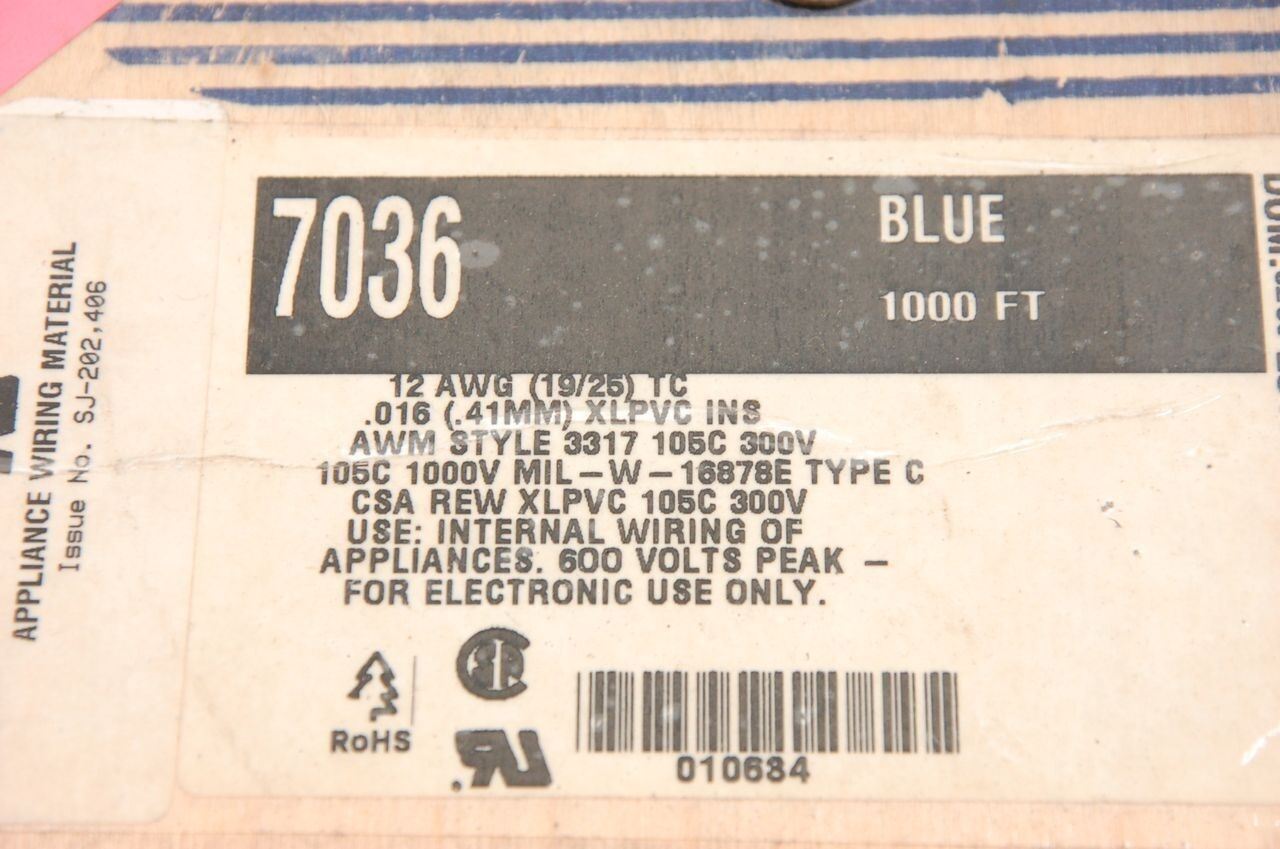 7036
BLUE
1000 FT
12 AWG (19/25) TC
.016 (.41MM) XLPVC INS
AWM STYLE 3317 105C 300V
105C 1000V MIL-W-16878E TYPE C
CSA REW XLPVC 105C 300V
USE: INTERNAL WIRING OF
APPLIANCES. 600 VOLTS PEAK -
FOR ELECTRONIC USE ONLY.
RoHS
010684
APPLIANCE WIRING MATERIAL
Issue No. SJ-202,406